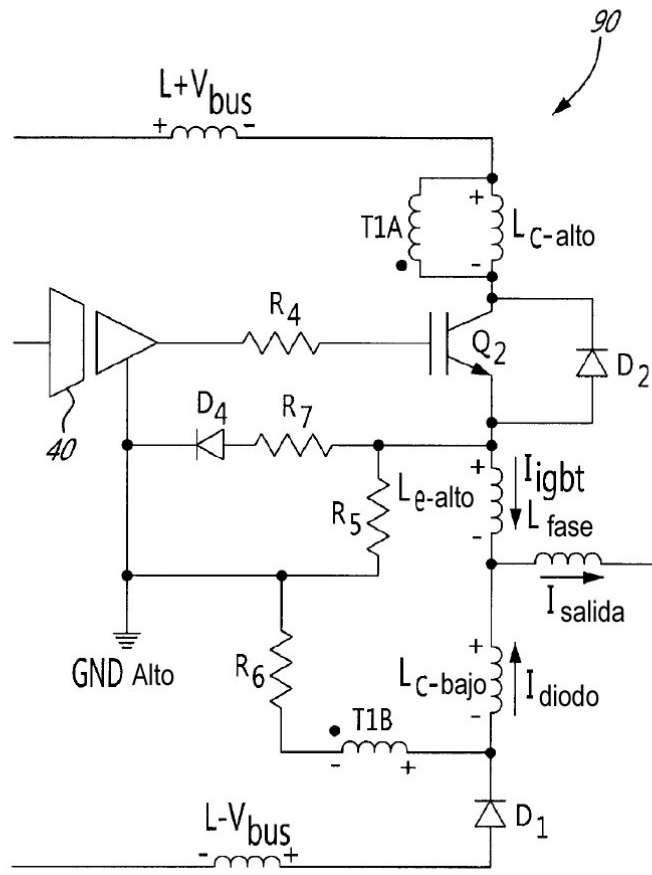 90
L+Vbus
+ -
T1A
+
LC-alto
-
R4
Q2
D2
40
D4
R7
R5
Le-alto
+
Iigbt
Lfase
-
Isalida
GND Alto
R6
LC-bajo
+
Idiodo
-
T1B
- +
D1
L-Vbus
- +